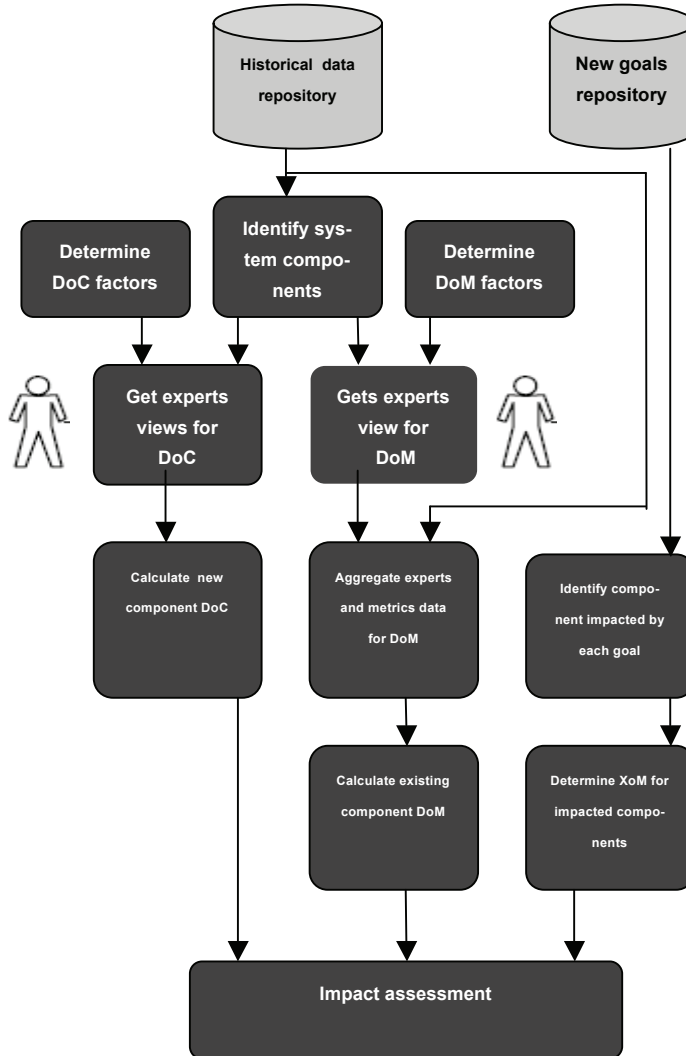 Historical data
repository
New goals
repository
Determine
DoC factors
Identify sys-
tem compo-
nents
Determine
DoM factors
Get experts
views for
DoC
Gets experts
view for
DoM
Calculate new
component DoC
Aggregate experts
and metrics data
for DoM
Identify compo-
nent impacted by
each goal
Calculate existing
component DoM
Determine XoM for
impacted compo-
nents
Impact assessment